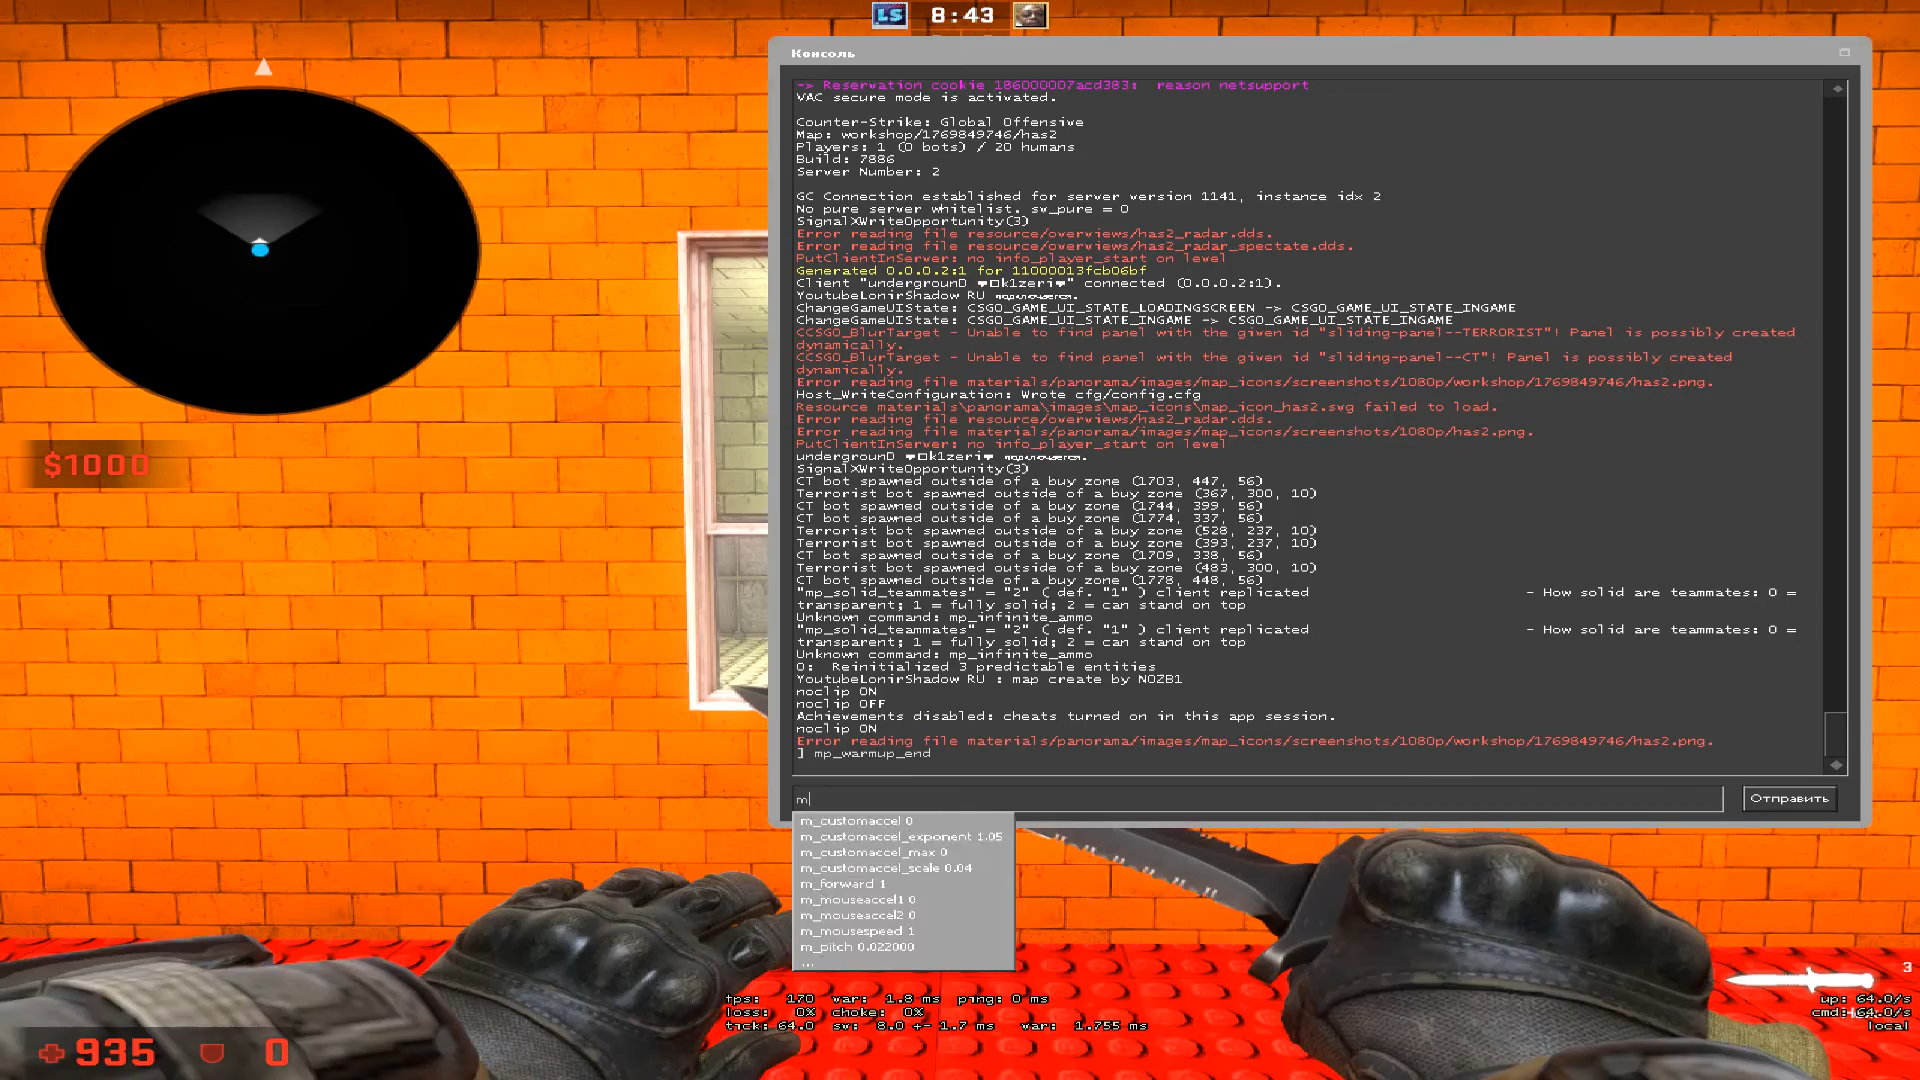 LS
8:43
Консоль
-> Reservation cookie 186000007acd383:  reason netsupport
VAC secure mode is activated.
Counter-Strike: Global Offensive
Map: workshop/1769849746/has2
Players: 1 (0 bots) / 20 humans
Build: 7886
Server Number: 2
GC Connection established for server version 1141, instance idx 2
No pure server whitelist. sv_pure = 0
SignalXWriteOpportunity(3)
Error reading file resource/overviews/has2_radar.dds.
Error reading file resource/overviews/has2_radar_spectate.dds.
PutClientInServer: no info_player_start on level
Generated 0.0.0.2:1 for 11000013fcb06bf
Client "undergrounD ♥□k1zeri♥" connected (0.0.0.2:1).
YoutubeLonirShadow RU
ChangeGameUIState: CSGO_GAME_UI_STATE_LOADINGSCREEN -> CSGO_GAME_UI_STATE_INGAME
ChangeGameUIState: CSGO_GAME_UI_STATE_INGAME -> CSGO_GAME_UI_STATE_INGAME
CCSGO_BlurTarget - Unable to find panel with the given id "sliding-panel--TERRORIST"! Panel is possibly created
dynamically.
CCSGO_BlurTarget - Unable to find panel with the given id "sliding-panel--CT"! Panel is possibly created
dynamically.
Error reading file materials/panorama/images/map_icons/screenshots/1080p/workshop/1769849746/has2.png.
Host_WriteConfiguration: Wrote cfg/config.cfg
Resource materials\panorama\images\map_icons\map_icon_has2.svg failed to load.
Error reading file resource/overviews/has2_radar.dds.
Error reading file materials/panorama/images/map_icons/screenshots/1080p/has2.png.
PutClientInServer: no info_player_start on level
undergrounD ♥□k1zeri♥
SignalXWriteOpportunity(3)
CT bot spawned outside of a buy zone (1703, 447, 56)
Terrorist bot spawned outside of a buy zone (367, 300, 10)
CT bot spawned outside of a buy zone (1744, 399, 56)
CT bot spawned outside of a buy zone (1774, 337, 56)
Terrorist bot spawned outside of a buy zone (528, 237, 10)
Terrorist bot spawned outside of a buy zone (393, 237, 10)
CT bot spawned outside of a buy zone (1709, 338, 56)
Terrorist bot spawned outside of a buy zone (483, 300, 10)
CT bot spawned outside of a buy zone (1778, 448, 56)
"mp_solid_teammates" = "2" ( def. "1" ) client replicated - How solid are teammates: 0 =
transparent; 1 = fully solid; 2 = can stand on top
Unknown command: mp_infinite_ammo
"mp_solid_teammates" = "2" ( def. "1" ) client replicated - How solid are teammates: 0 =
transparent; 1 = fully solid; 2 = can stand on top
Unknown command: mp_infinite_ammo
0:  Reinitialized 3 predictable entities
YoutubeLonirShadow RU : map create by NOZB1
noclip ON
noclip OFF
Achievements disabled: cheats turned on in this app session.
noclip ON
Error reading file materials/panorama/images/map_icons/screenshots/1080p/workshop/1769849746/has2.png.
] mp_warmup_end
m
Отправить
m_customaccel 0
m_customaccel_exponent 1.05
m_customaccel_max 0
m_customaccel_scale 0.04
m_forward 1
m_mouseaccel1 0
m_mouseaccel2 0
m_mousespeed 1
m_pitch 0.022000
...
$1000
935
0
fps: 170 var: 1.8 ms ping: 0 ms
loss: 0% choke: 0%
tick: 64.0 sv: 8.0 +- 1.7 ms var: 1.755 ms
3
up: 64.0/s
cmd: 64.0/s
local